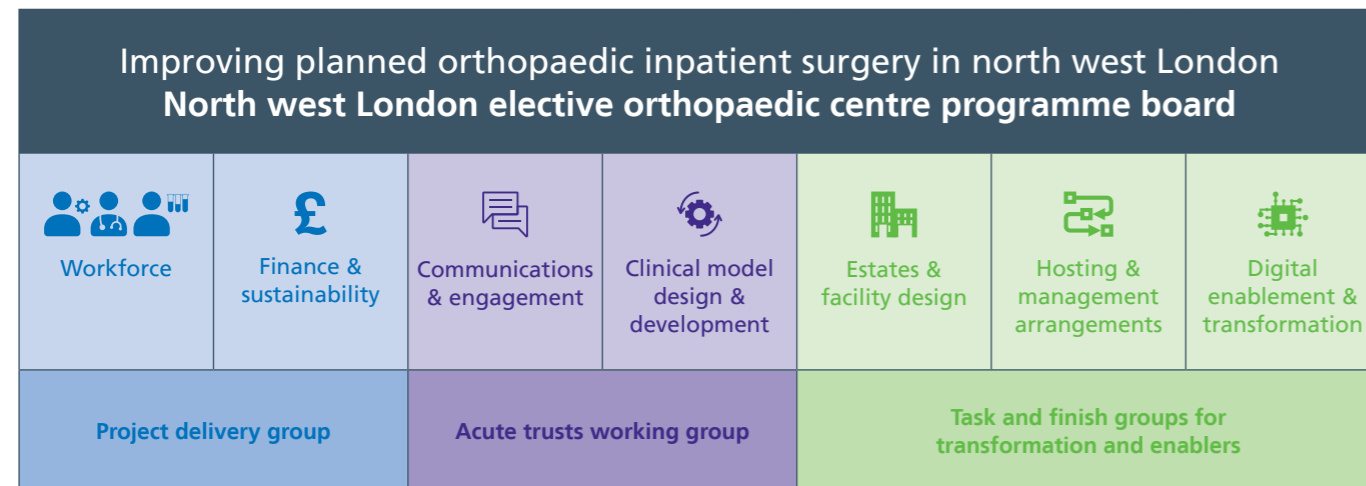 Improving planned orthopaedic inpatient surgery in north west London
North west London elective orthopaedic centre programme board
Workforce
£
Finance &
sustainability
Communications
& engagement
Clinical model
design &
development
Estates &
facility design
Hosting &
management
arrangements
Digital
enablement &
transformation
Project delivery group
Acute trusts working group
Task and finish groups for
transformation and enablers